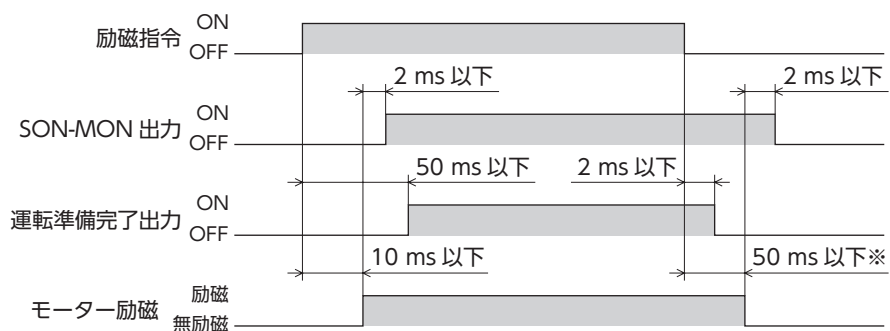 励磁指令 ON
OFF
2 ms 以下 2 ms 以下
SON-MON 出力 ON
OFF
50 ms 以下 2 ms 以下
運転準備完了出力 ON
OFF
10 ms 以下 50 ms 以下※
モーター励磁 励磁
無励磁